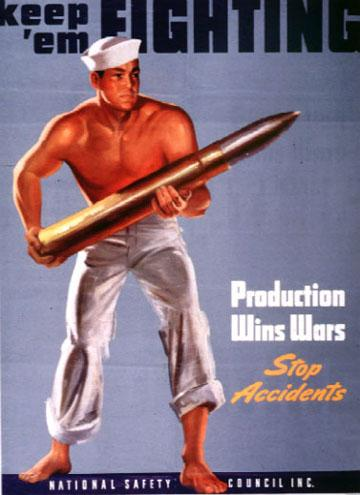 keep
'em FIGHTING
Production
Wins Wars
Stop
Accidents
NATIONAL SAFETY COUNCIL INC.